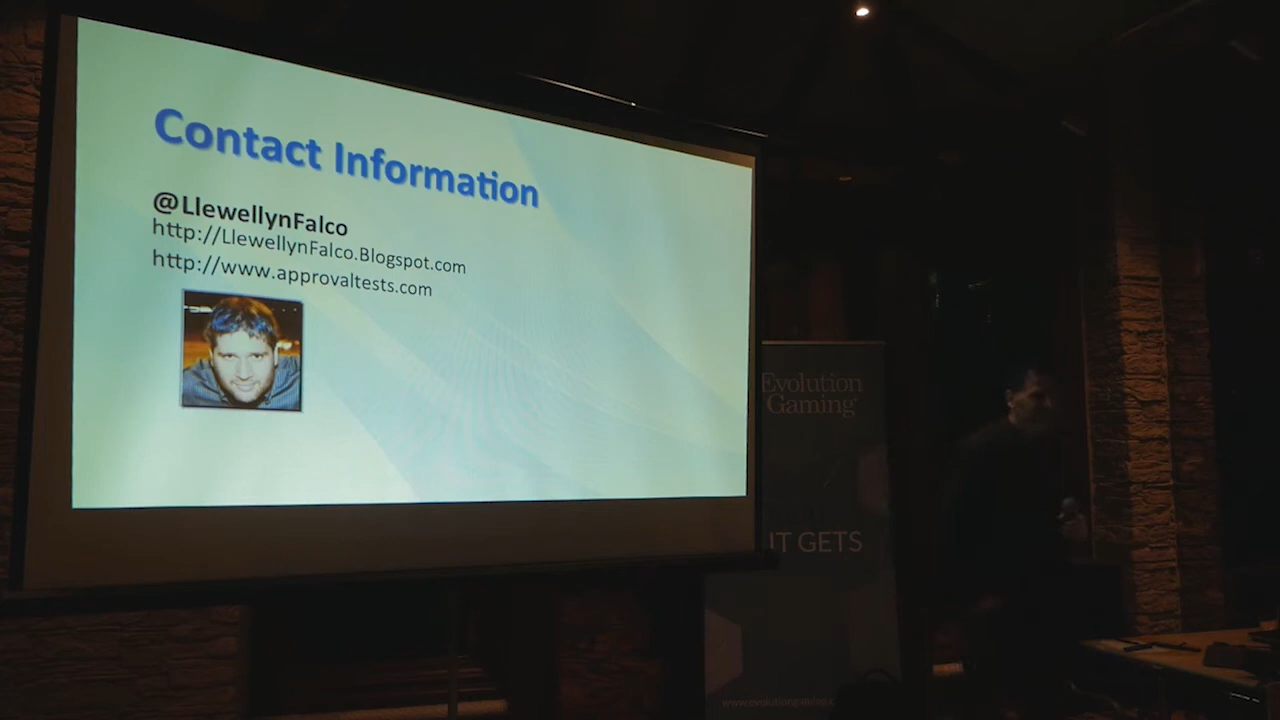 Contact Information
@LlewellynFalco
http://LlewellynFalco.Blogspot.com
http://www.approvaltests.com
Evolution
Gaming
IT GETS